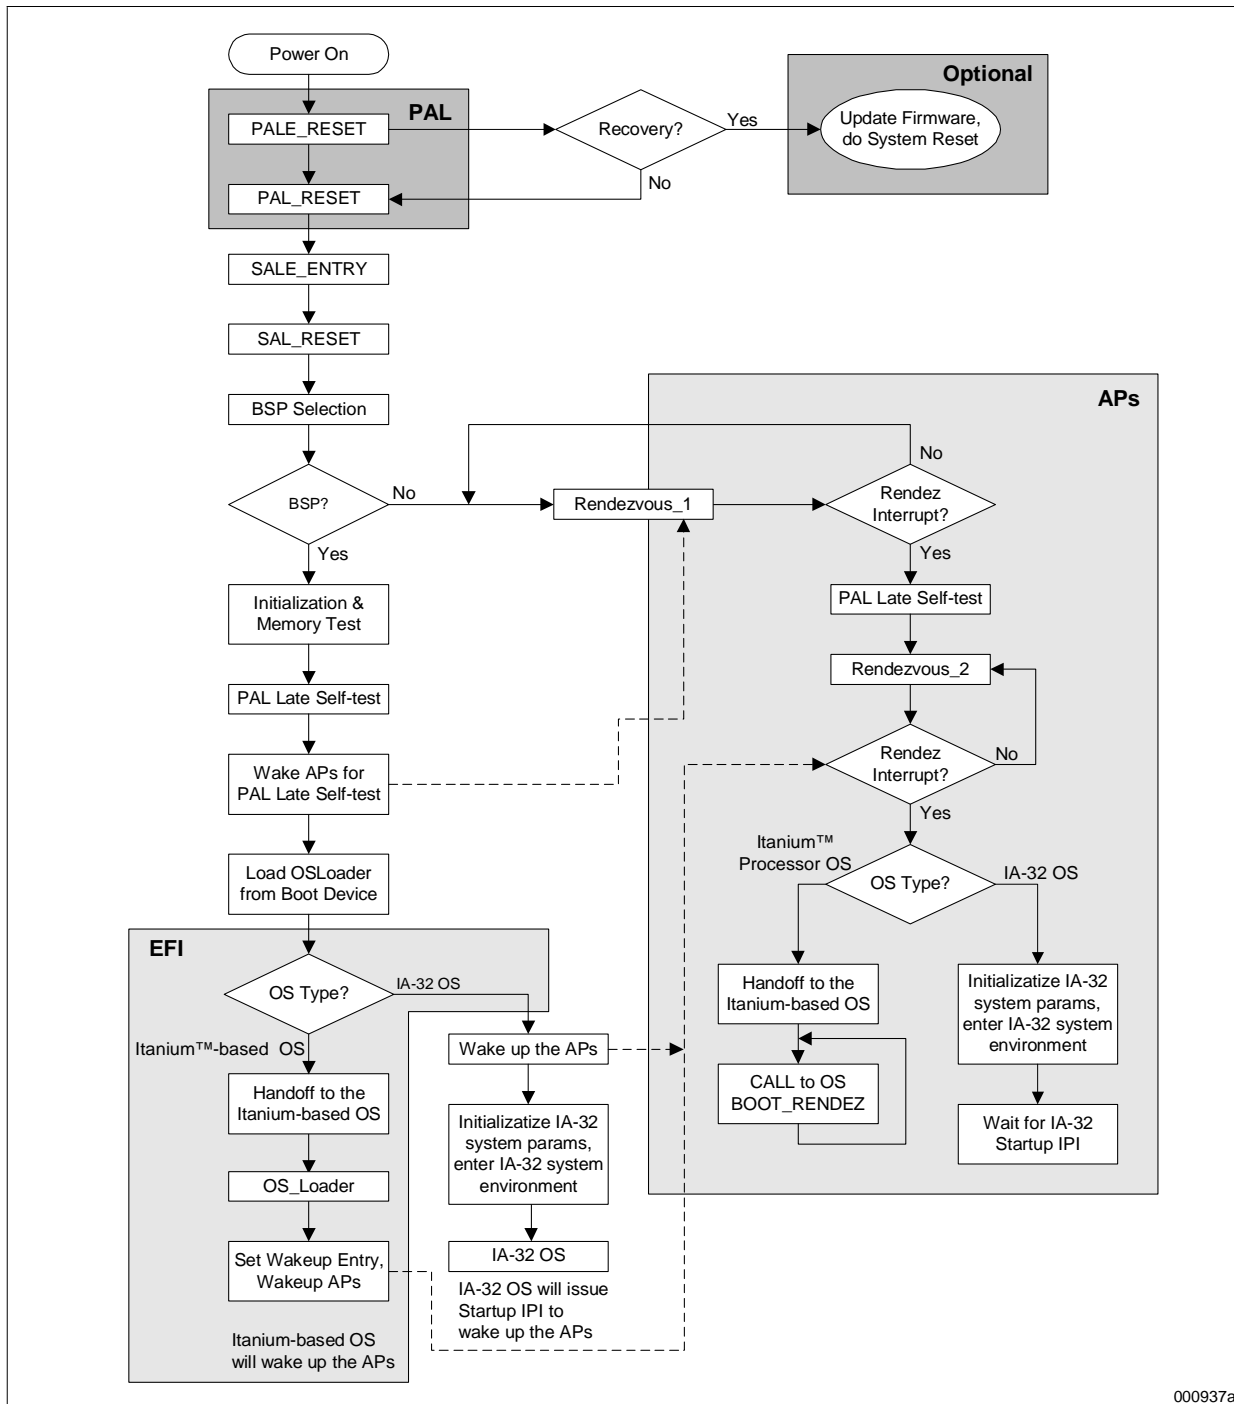 Power On
PAL
PALE_RESET
PAL_RESET
Recovery?
Yes
No
Optional
Update Firmware,
do System Reset
SALE_ENTRY
SAL_RESET
BSP Selection
BSP?
No
Yes
Rendezvous_1
APs
No
Rendez
Interrupt?
Yes
PAL Late Self-test
Rendezvous_2
Rendez
Interrupt?
No
Yes
Itanium™
Processor OS
OS Type?
IA-32 OS
Handoff to the
Itanium-based OS
CALL to OS
BOOT_RENDEZ
Initializatize IA-32
system params,
enter IA-32 system
environment
Wait for IA-32
Startup IPI
Initialization &
Memory Test
PAL Late Self-test
Wake APs for
PAL Late Self-test
Load OSLoader
from Boot Device
EFI
OS Type?
IA-32 OS
Itanium™-based OS
Handoff to the
Itanium-based OS
OS_Loader
Set Wakeup Entry,
Wakeup APs
Itanium-based OS
will wake up the APs
Wake up the APs
Initializatize IA-32
system params,
enter IA-32 system
environment
IA-32 OS
IA-32 OS will issue
Startup IPI to
wake up the APs
000937a